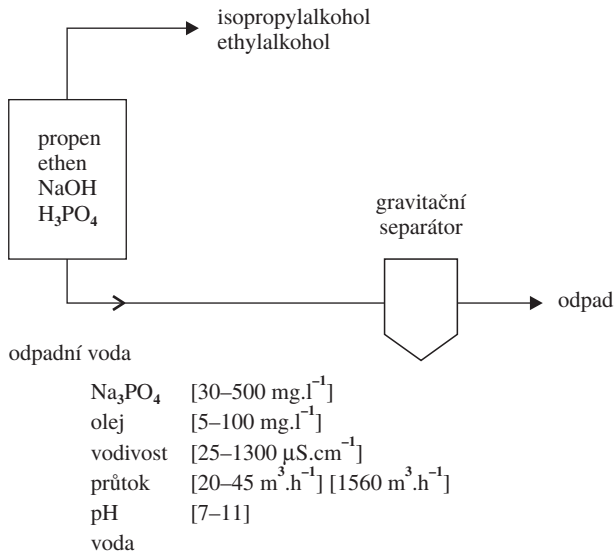 isopropylalkohol
ethylalkohol
propen
ethen
NaOH
H₃PO₄
gravitační
separátor
odpad
odpadní voda
Na₃PO₄ [30–500 mg.l⁻¹]
olej [5–100 mg.l⁻¹]
vodivost [25–1300 μS.cm⁻¹]
průtok [20–45 m³.h⁻¹] [1560 m³.h⁻¹]
pH [7–11]
voda